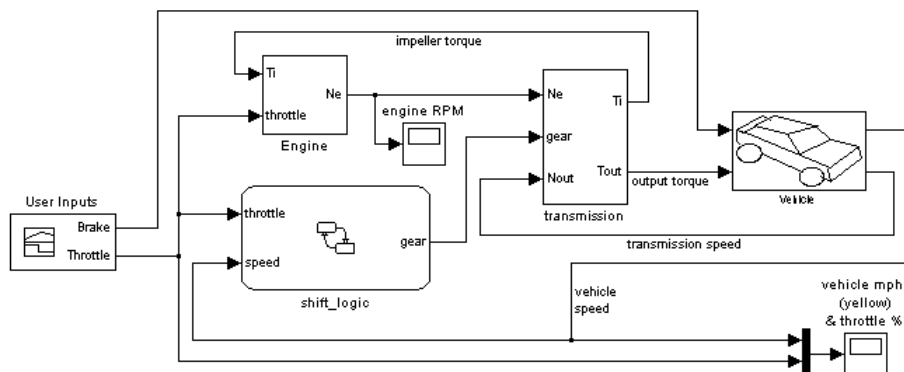 impeller torque
Ti
Ne
throttle
Engine
engine RPM
Ne
Ti
gear
Nout
Tout
transmission
output torque
Vehicle
transmission speed
User Inputs
Brake
Throttle
throttle
gear
speed
shift_logic
vehicle
speed
vehicle mph
(yellow)
& throttle %